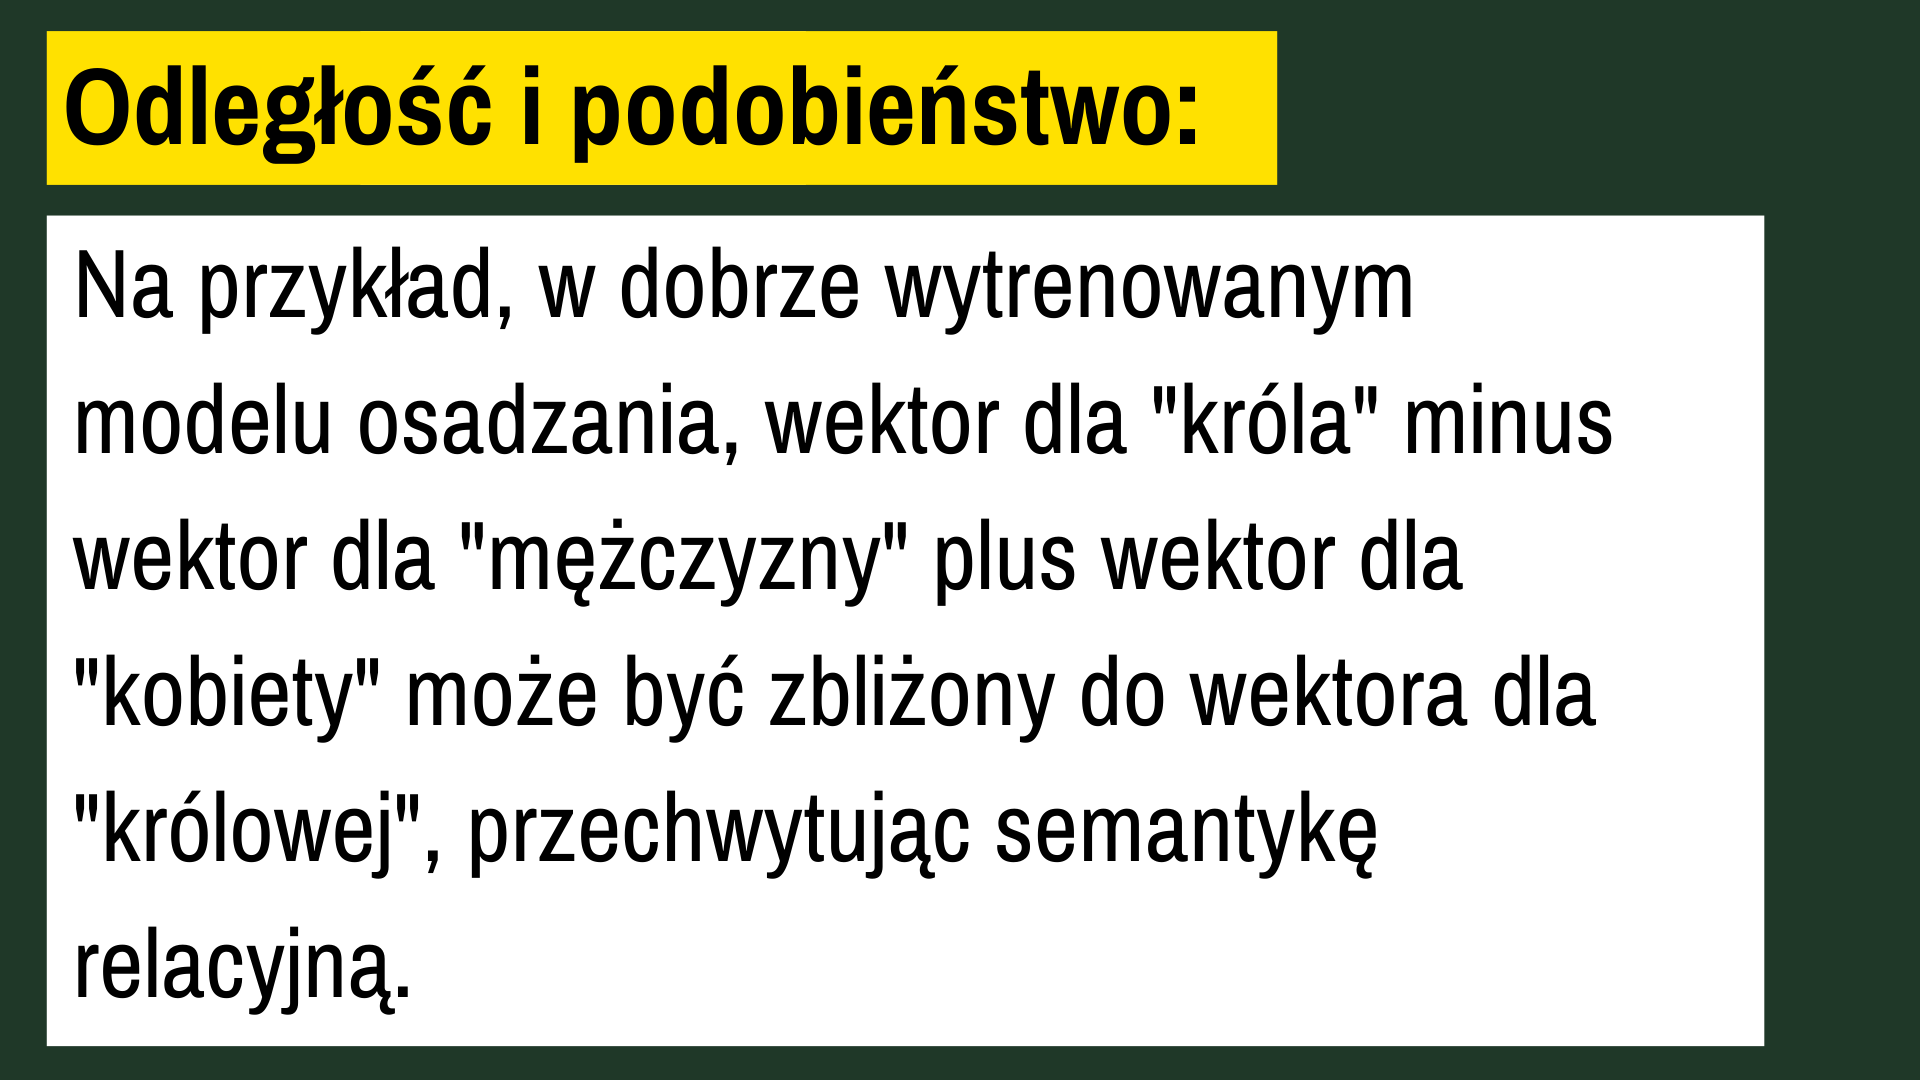 Odległość i podobieństwo:
Na przykład, w dobrze wytrenowanym
modelu osadzania, wektor dla "króla" minus
wektor dla "mężczyzny" plus wektor dla
"kobiety" może być zbliżony do wektora dla
"królowej", przechwytując semantykę
relacyjną.